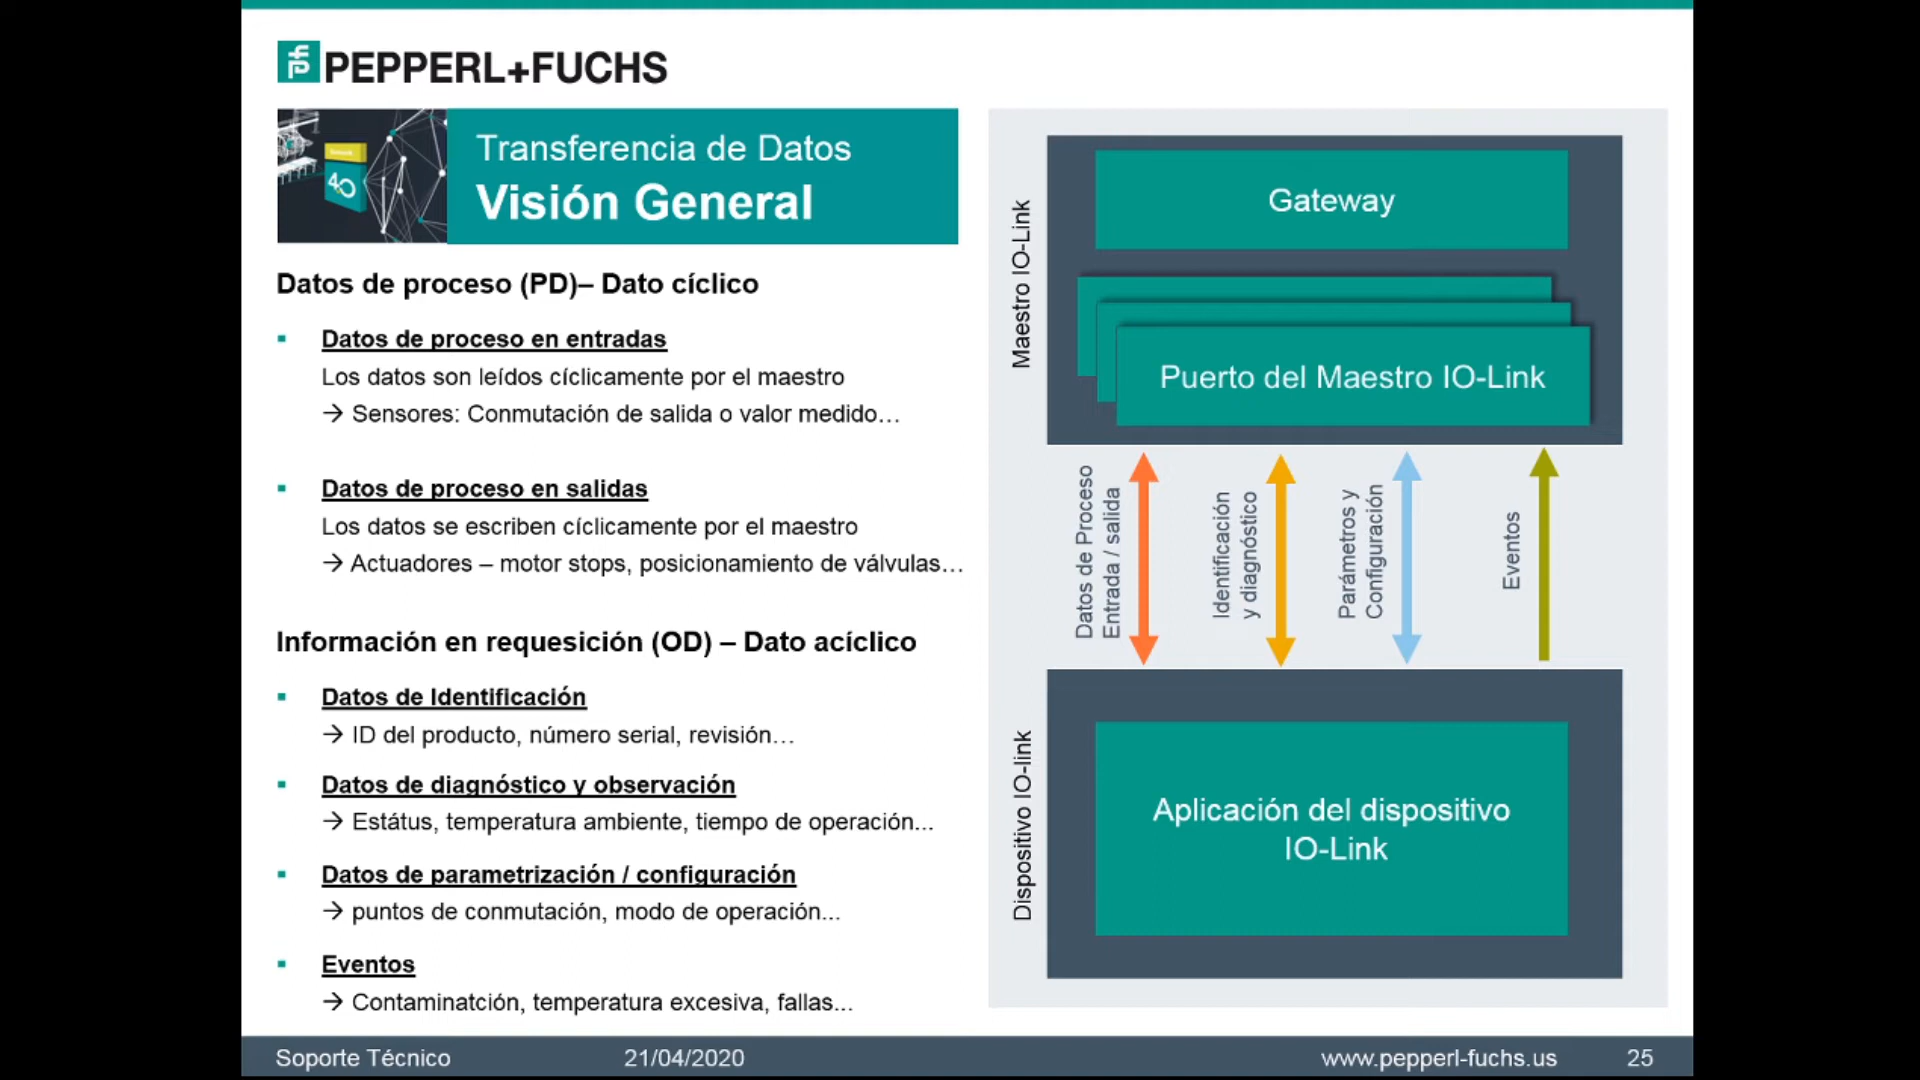 PEPPERL+FUCHS
Transferencia de Datos
Visión General
Datos de proceso (PD)– Dato cíclico
Datos de proceso en entradas
Los datos son leídos cíclicamente por el maestro
→ Sensores: Conmutación de salida o valor medido…
Datos de proceso en salidas
Los datos se escriben cíclicamente por el maestro
→ Actuadores – motor stops, posicionamiento de válvulas…
Información en requesición (OD) – Dato acíclico
Datos de Identificación
→ ID del producto, número serial, revisión…
Datos de diagnóstico y observación
→ Estátus, temperatura ambiente, tiempo de operación...
Datos de parametrización / configuración
→ puntos de conmutación, modo de operación...
Eventos
→ Contaminatción, temperatura excesiva, fallas...
Maestro IO-Link
Gateway
Puerto del Maestro IO-Link
Datos de Proceso
Entrada / salida
Identificación
y diagnóstico
Parámetros y
Configuración
Eventos
Dispositivo IO-link
Aplicación del dispositivo
IO-Link
Soporte Técnico
21/04/2020
www.pepperl-fuchs.us
25